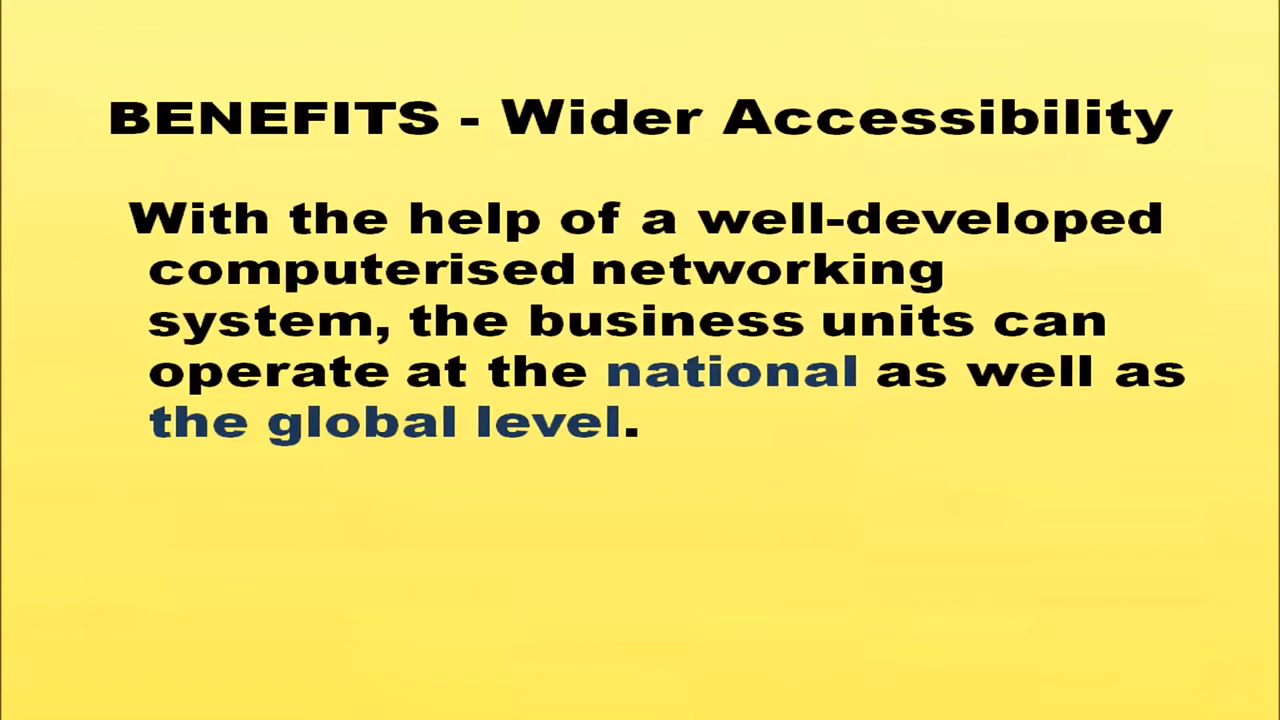 BENEFITS - Wider Accessibility
With the help of a well-developed
computerised networking
system, the business units can
operate at the national as well as
the global level.